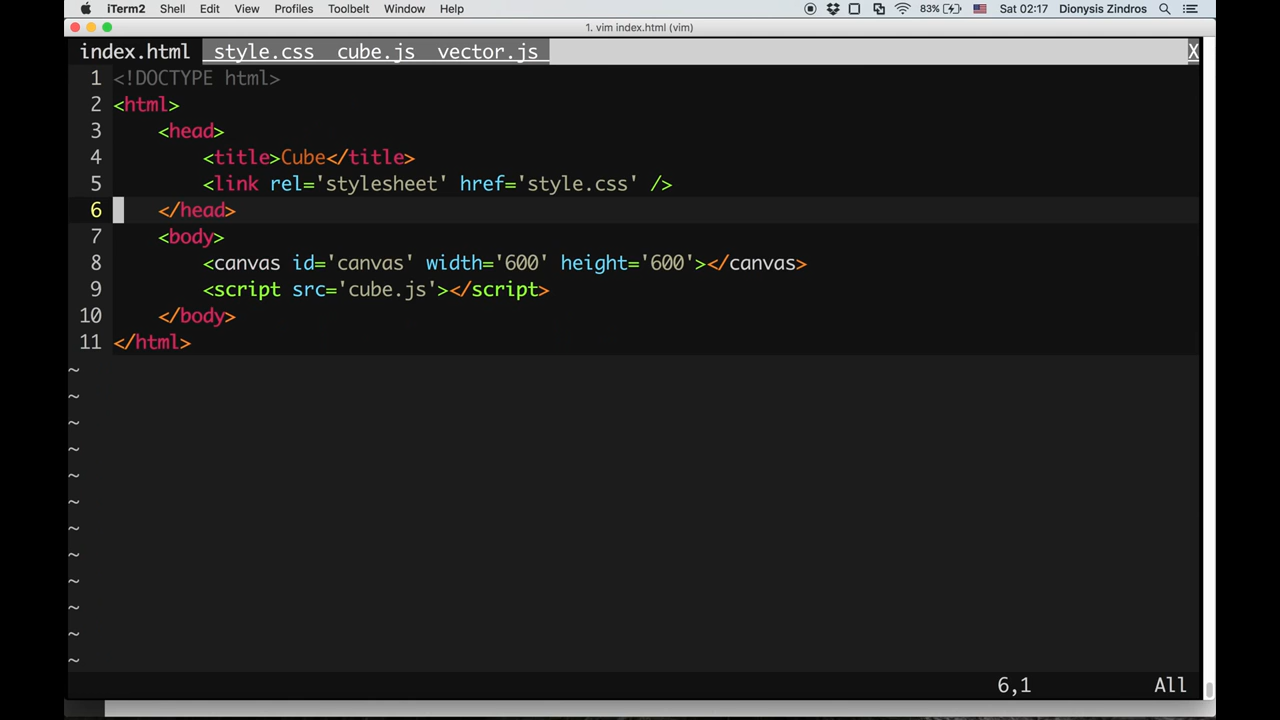 iTerm2 Shell Edit View Profiles Toolbelt Window Help 83% Sat 02:17 Dionysis Zindros
1. vim index.html (vim)
index.html style.css cube.js vector.js X
1 <!DOCTYPE html>
2 <html>
3     <head>
4         <title>Cube</title>
5         <link rel='stylesheet' href='style.css' />
6     </head>
7     <body>
8         <canvas id='canvas' width='600' height='600'></canvas>
9         <script src='cube.js'></script>
10     </body>
11 </html>
~
~
~
~
~
~
~
~
~
~
~
~
6,1 All